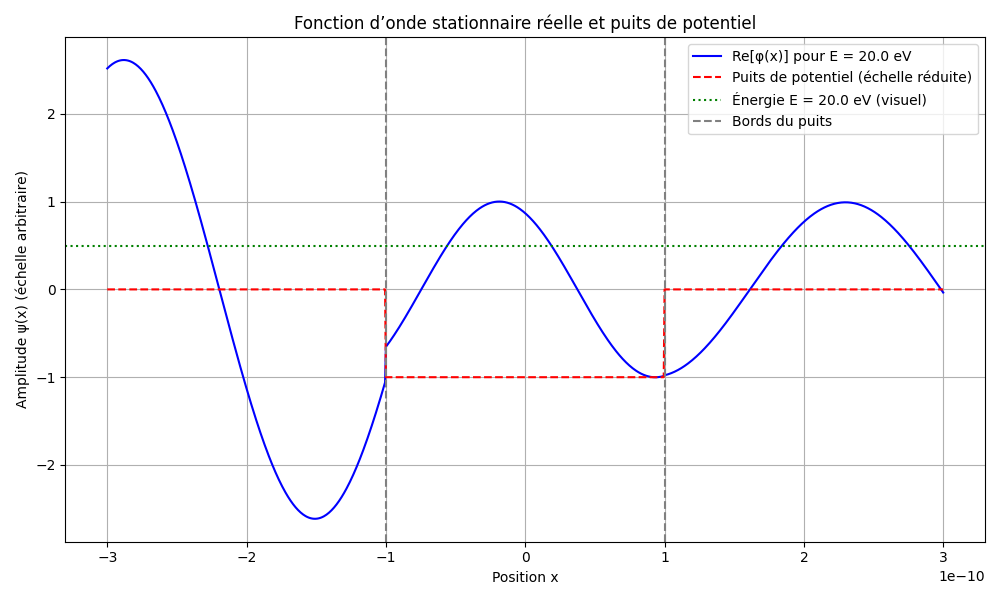 Fonction d’onde stationnaire réelle et puits de potentiel
Re[φ(x)] pour E = 20.0 eV
Puits de potentiel (échelle réduite)
Énergie E = 20.0 eV (visuel)
Bords du puits
Amplitude ψ(x) (échelle arbitraire)
2
1
0
−1
−2
−3 −2 −1 0 1 2 3
1e−10
Position x